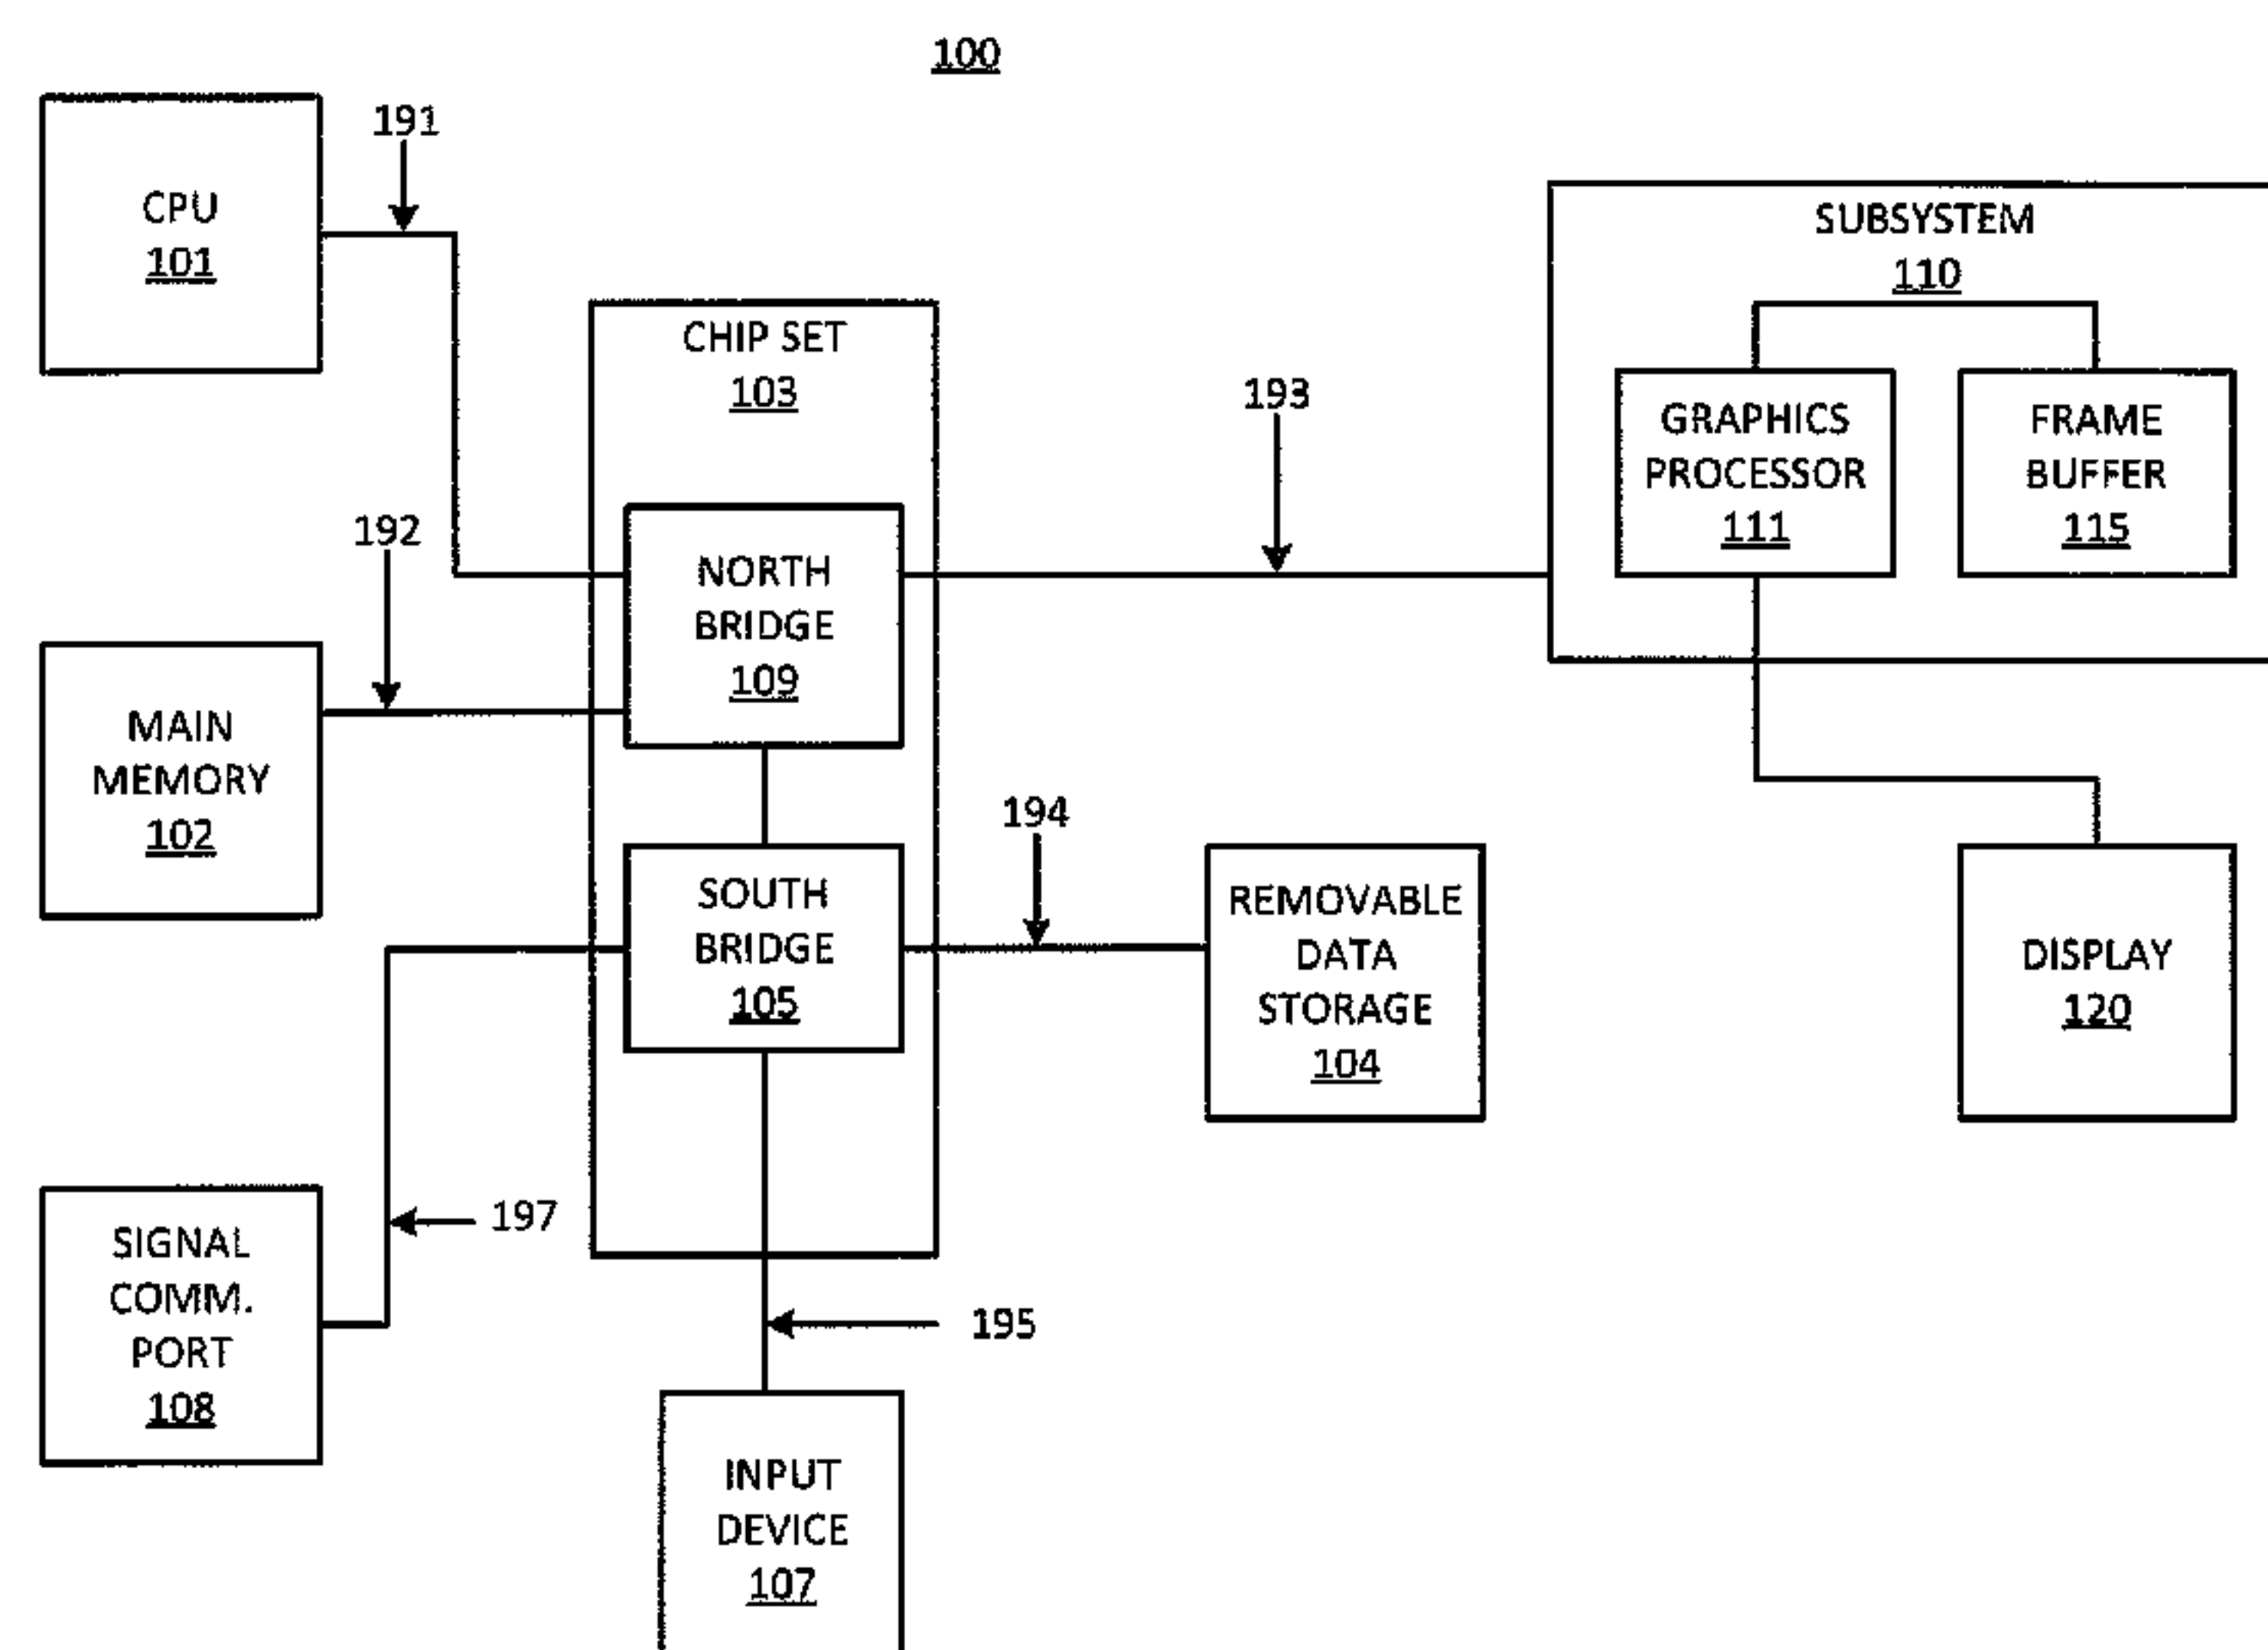 100
CPU
101
191
CHIP SET
103
SUBSYSTEM
110
GRAPHICS
PROCESSOR
111
FRAME
BUFFER
115
193
192
NORTH
BRIDGE
109
MAIN
MEMORY
102
SOUTH
BRIDGE
105
194
REMOVABLE
DATA
STORAGE
104
DISPLAY
120
SIGNAL
COMM.
PORT
108
197
195
INPUT
DEVICE
107